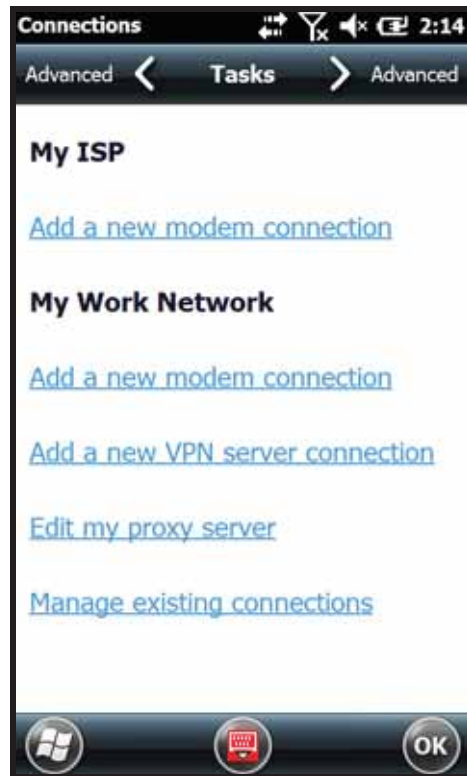 Connections 2:14
Advanced Tasks Advanced
My ISP
Add a new modem connection
My Work Network
Add a new modem connection
Add a new VPN server connection
Edit my proxy server
Manage existing connections
OK